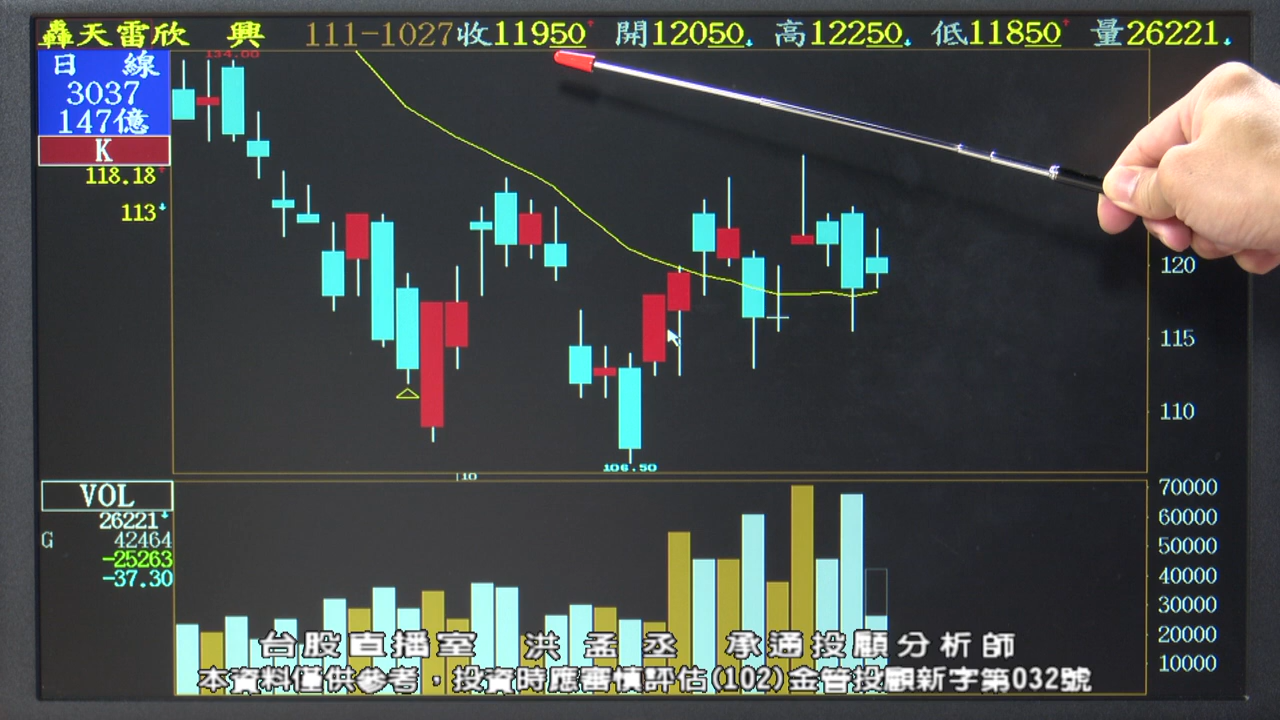 轟天雷欣 興 111-1027收11950↑ 開12050↓ 高12250↓ 低11850↑ 量26221↓
日 線
3037
147億
K
118.18↑
113↓
134.00
120
115
110
106.50
10
VOL
26221↓
G 42464
-25263
-37.30
70000
60000
50000
40000
30000
20000
10000
台股直播室 洪孟丞 承通投顧分析師
本資料僅供參考,投資時應審慎評估(102)金管投顧新字第032號